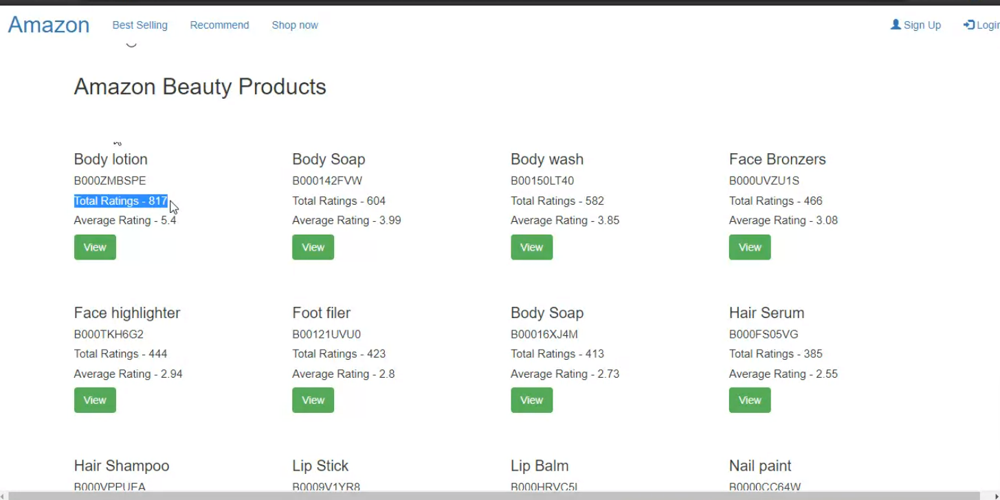 Amazon Best Selling Recommend Shop now Sign Up Login
Amazon Beauty Products
Body lotion Body Soap Body wash Face Bronzers
B000ZMBSPE B000142FVW B00150LT40 B000UVZU1S
Total Ratings - 817 Total Ratings - 604 Total Ratings - 582 Total Ratings - 466
Average Rating - 5.4 Average Rating - 3.99 Average Rating - 3.85 Average Rating - 3.08
View View View View
Face highlighter Foot filer Body Soap Hair Serum
B000TKH6G2 B00121UVU0 B00016XJ4M B000FS05VG
Total Ratings - 444 Total Ratings - 423 Total Ratings - 413 Total Ratings - 385
Average Rating - 2.94 Average Rating - 2.8 Average Rating - 2.73 Average Rating - 2.55
View View View View
Hair Shampoo Lip Stick Lip Balm Nail paint
B000VPPUEA B0009V1YR8 B000HRVC5I B0000CC64W